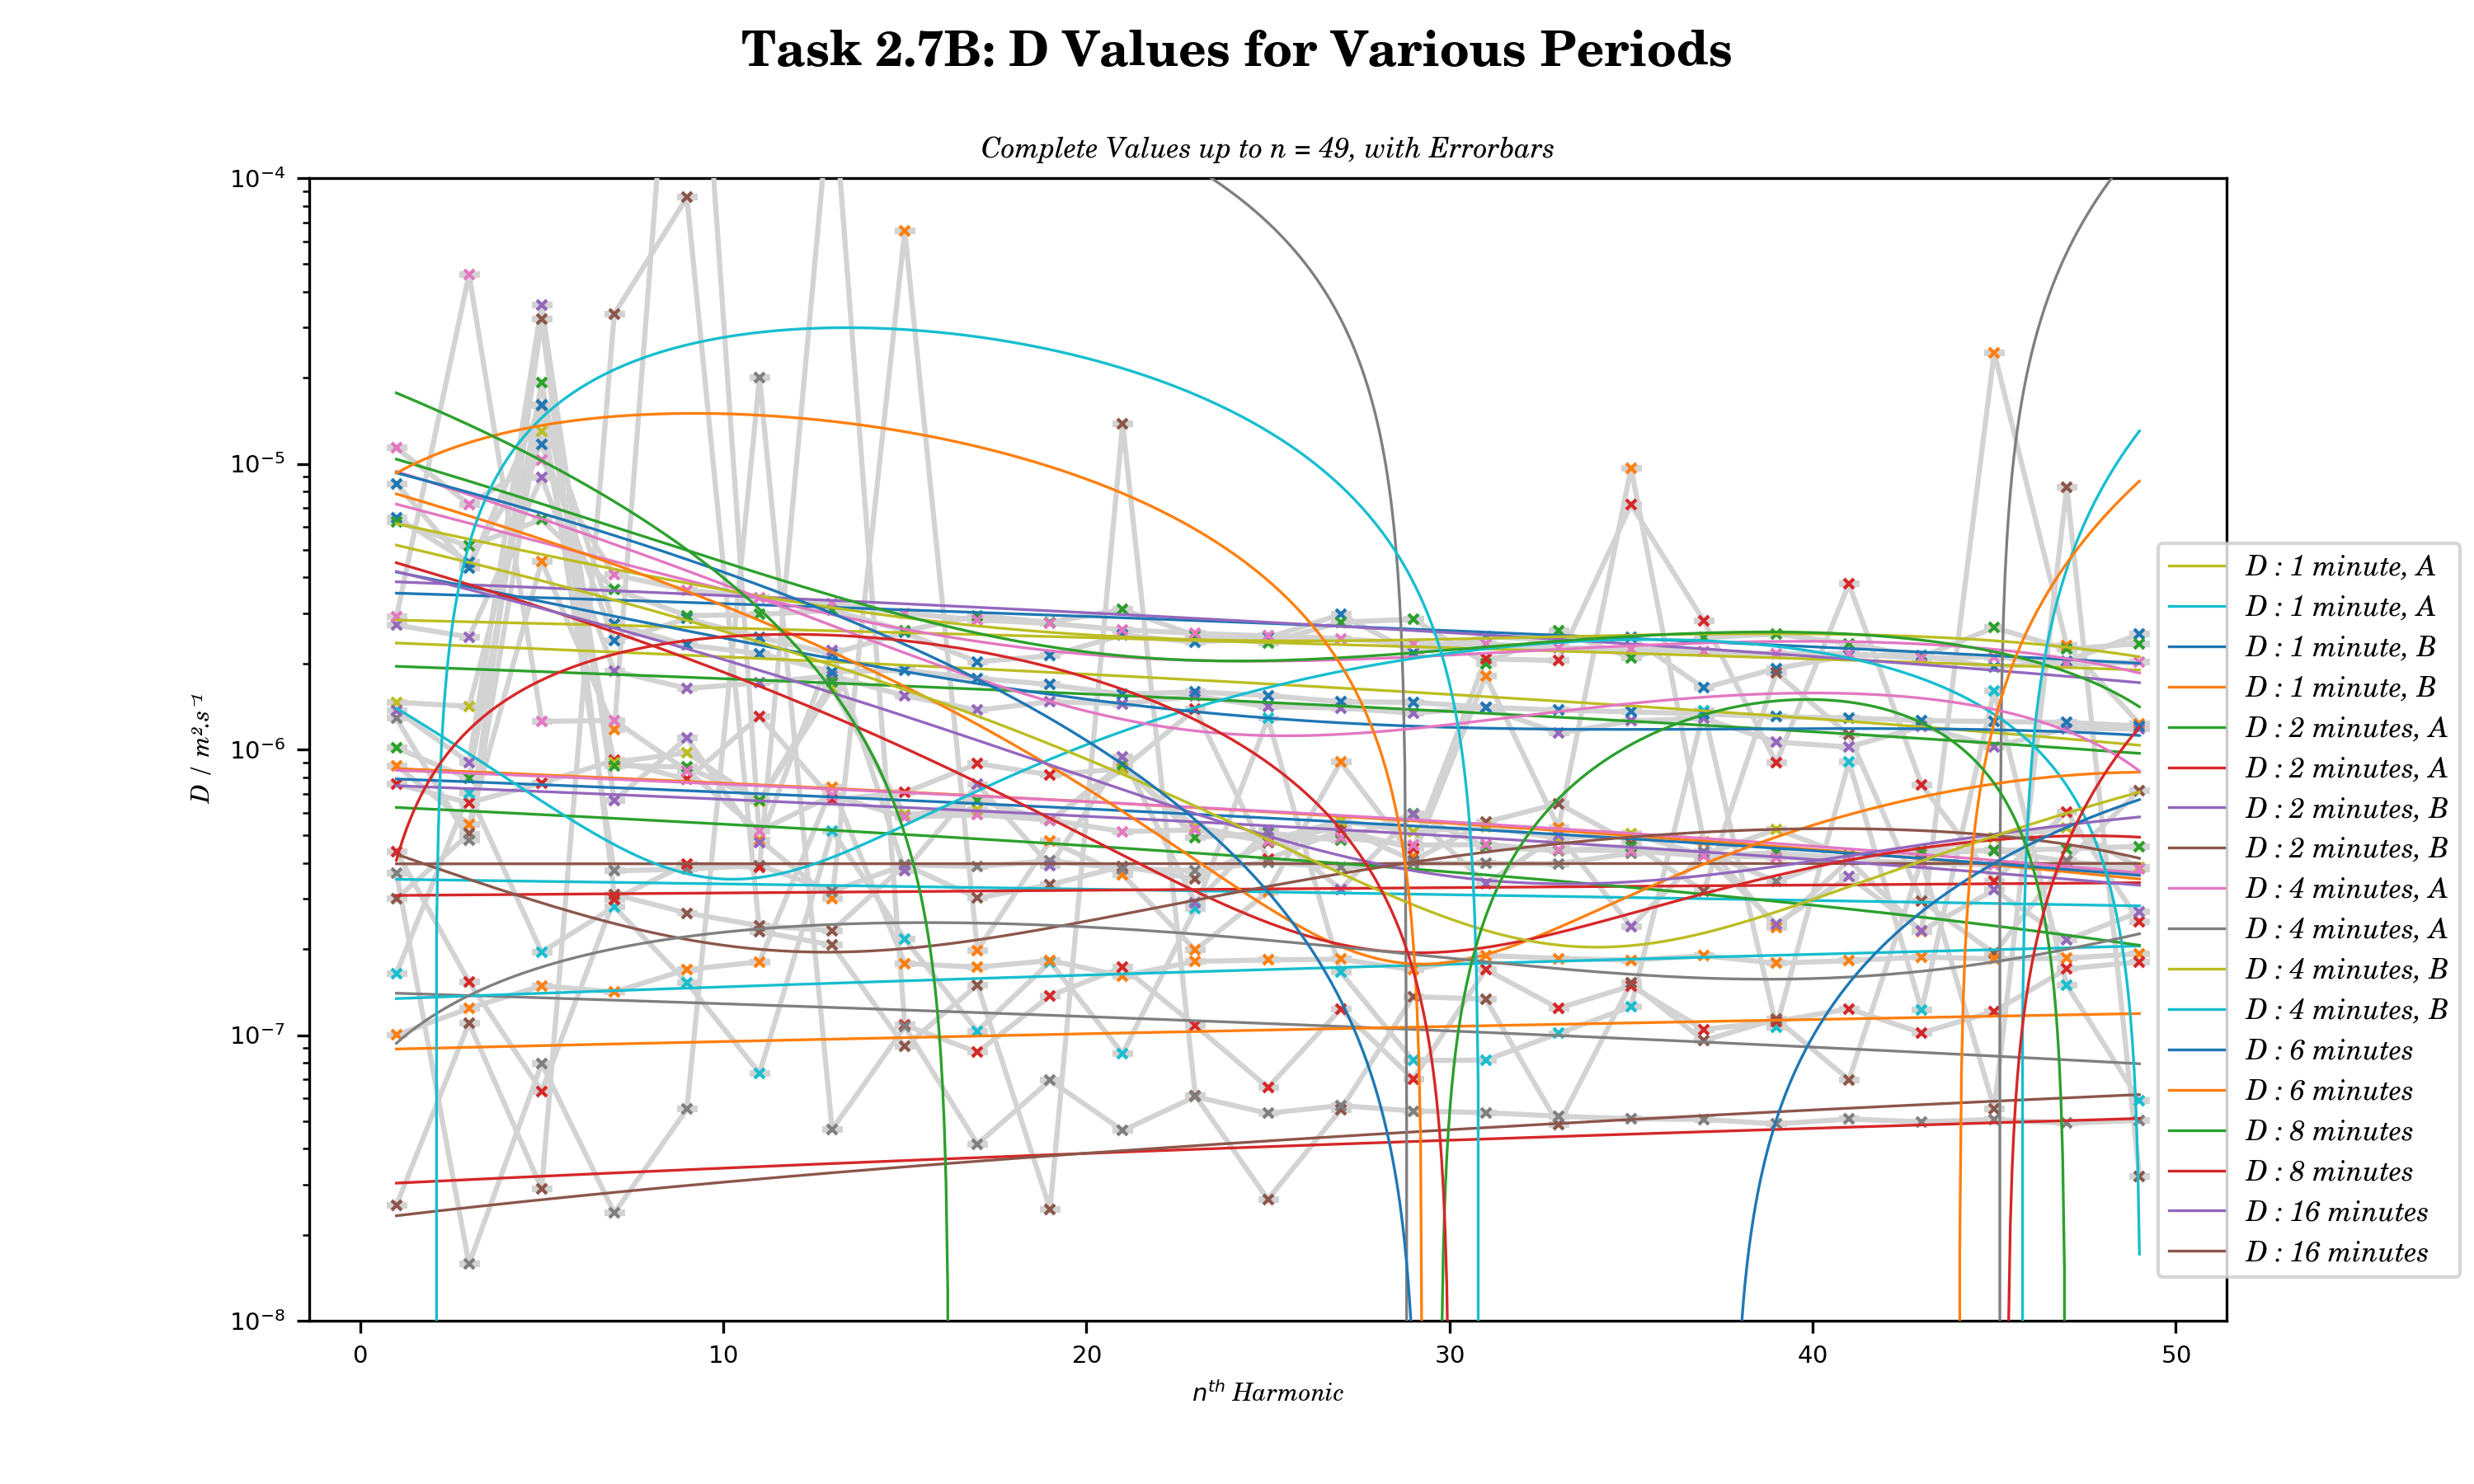 Task 2.7B: D Values for Various Periods
Complete Values up to n = 49, with Errorbars
10⁻⁴
10⁻⁵
10⁻⁶
10⁻⁷
10⁻⁸
D / m².s⁻¹
0 10 20 30 40 50
nᵗʰ Harmonic
D : 1 minute, A
D : 1 minute, A
D : 1 minute, B
D : 1 minute, B
D : 2 minutes, A
D : 2 minutes, A
D : 2 minutes, B
D : 2 minutes, B
D : 4 minutes, A
D : 4 minutes, A
D : 4 minutes, B
D : 4 minutes, B
D : 6 minutes
D : 6 minutes
D : 8 minutes
D : 8 minutes
D : 16 minutes
D : 16 minutes